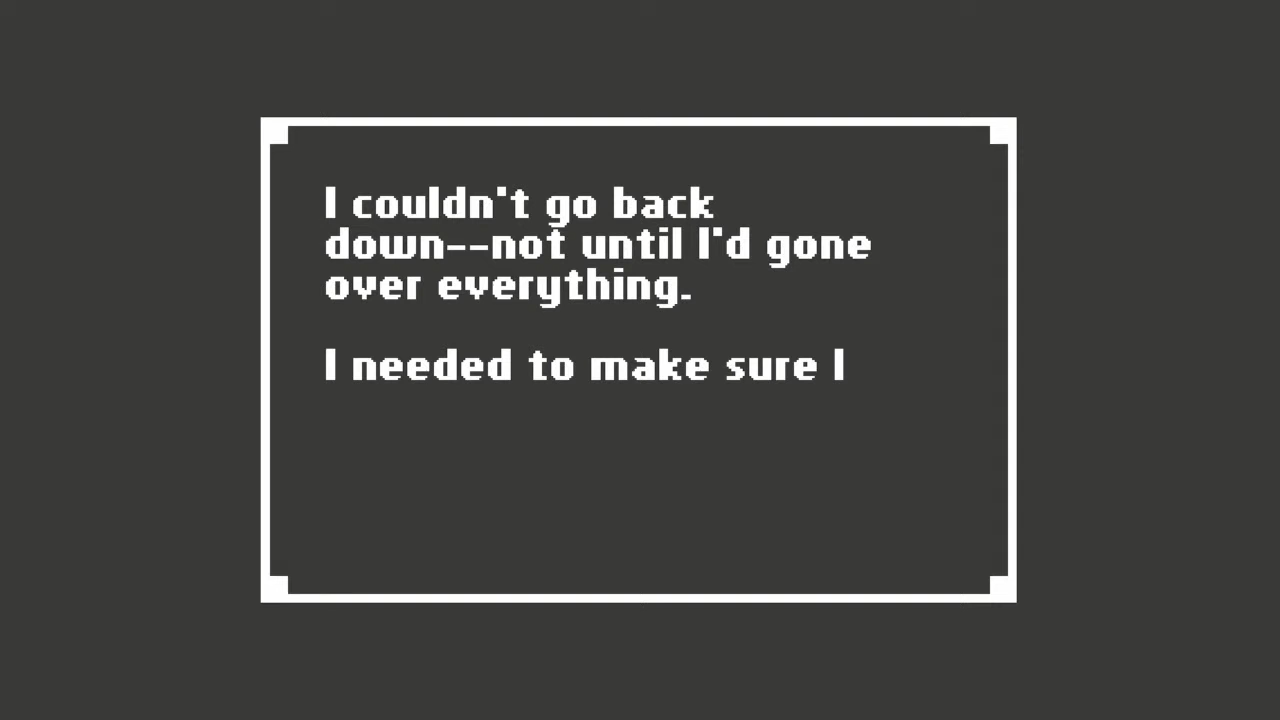 I couldn't go back
down--not until I'd gone
over everything.
I needed to make sure I